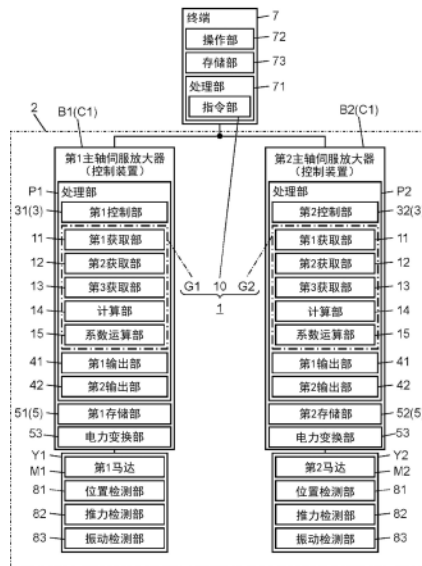 终端
7
操作部
72
存储部
73
处理部
71
指令部
B1(C1)
B2(C1)
2
第1主轴伺服放大器
(控制装置)
P1
处理部
31(3)
第1控制部
11
第1获取部
12
第2获取部
13
第3获取部
14
计算部
15
系数运算部
41
第1输出部
42
第2输出部
51(5)
第1存储部
53
电力变换部
Y1
M1
第1马达
81
位置检测部
82
推力检测部
83
振动检测部
G1
10
G2
1
第2主轴伺服放大器
(控制装置)
处理部
P2
第2控制部
32(3
第1获取部
11
第2获取部
12
第3获取部
13
计算部
14
系数运算部
15
第1输出部
41
第2输出部
42
第2存储部
52(5
电力变换部
53
Y2
第2马达
M2
位置检测部
81
推力检测部
82
振动检测部
83